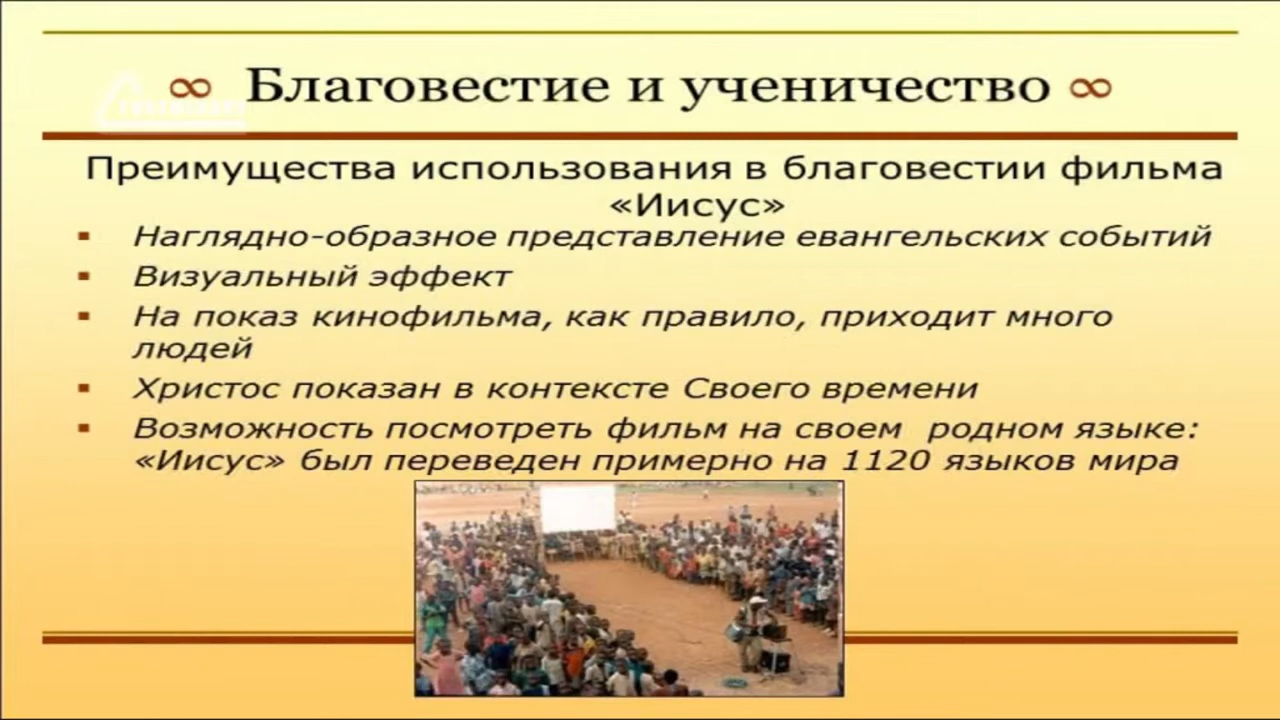 ∞ Благовестие и ученичество ∞
Преимущества использования в благовестии фильма
«Иисус»
▪ Наглядно-образное представление евангельских событий
▪ Визуальный эффект
▪ На показ кинофильма, как правило, приходит много
людей
▪ Христос показан в контексте Своего времени
▪ Возможность посмотреть фильм на своем родном языке:
«Иисус» был переведен примерно на 1120 языков мира